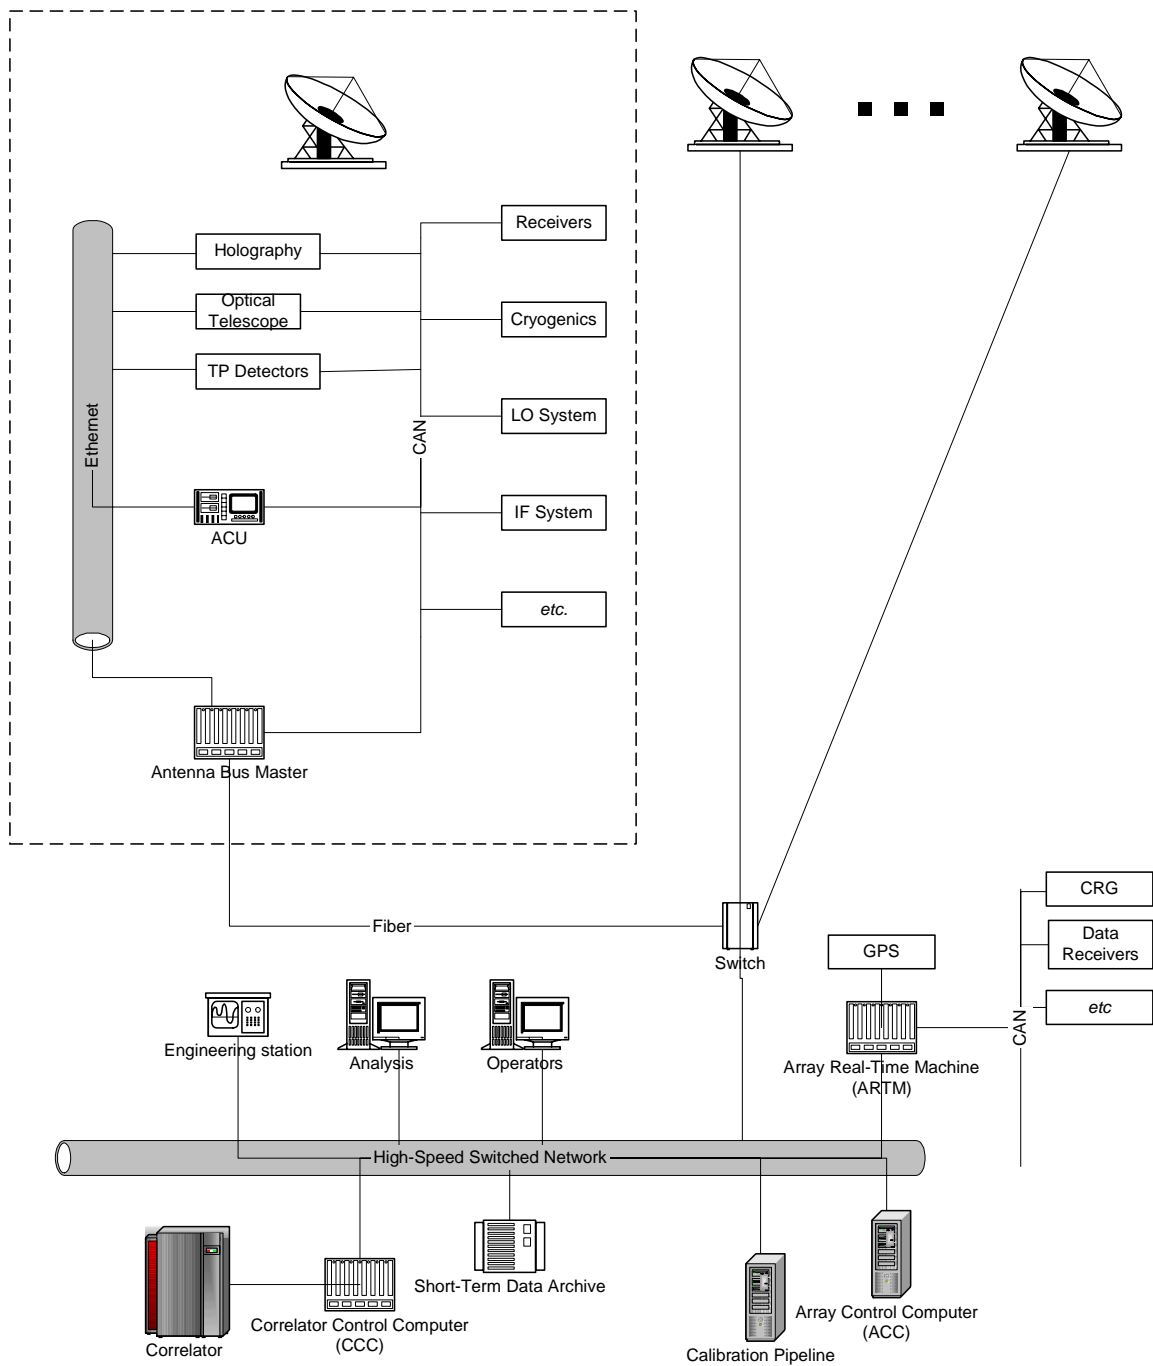 Receivers
Holography
Optical
Telescope
Cryogenics
TP Detectors
LO System
Ethernet
CAN
IF System
ACU
etc.
Antenna Bus Master
Fiber
Switch
CRG
GPS
Data
Receivers
etc
CAN
Engineering station
Analysis
Operators
Array Real-Time Machine
(ARTM)
High-Speed Switched Network
Short-Term Data Archive
Correlator
Correlator Control Computer
(CCC)
Calibration Pipeline
Array Control Computer
(ACC)